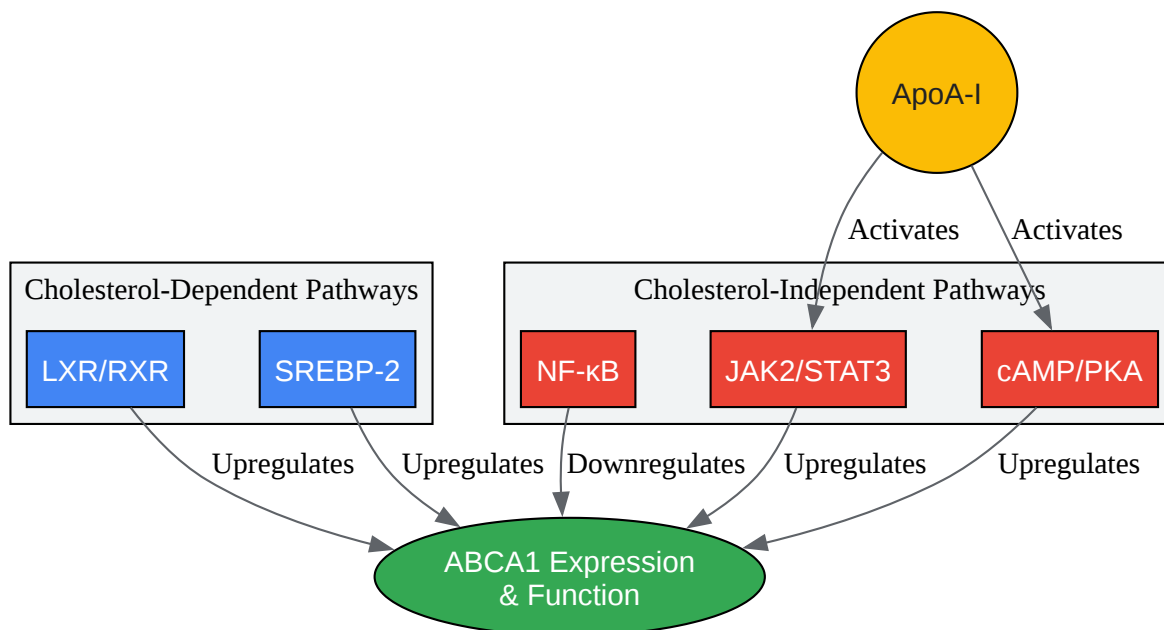 ApoA-I
Activates
Activates
Cholesterol-Dependent Pathways
Cholesterol-Independent Pathways
LXR/RXR
SREBP-2
NF-κB
JAK2/STAT3
cAMP/PKA
Upregulates
Upregulates
Downregulates
Upregulates
Upregulates
ABCA1 Expression
& Function